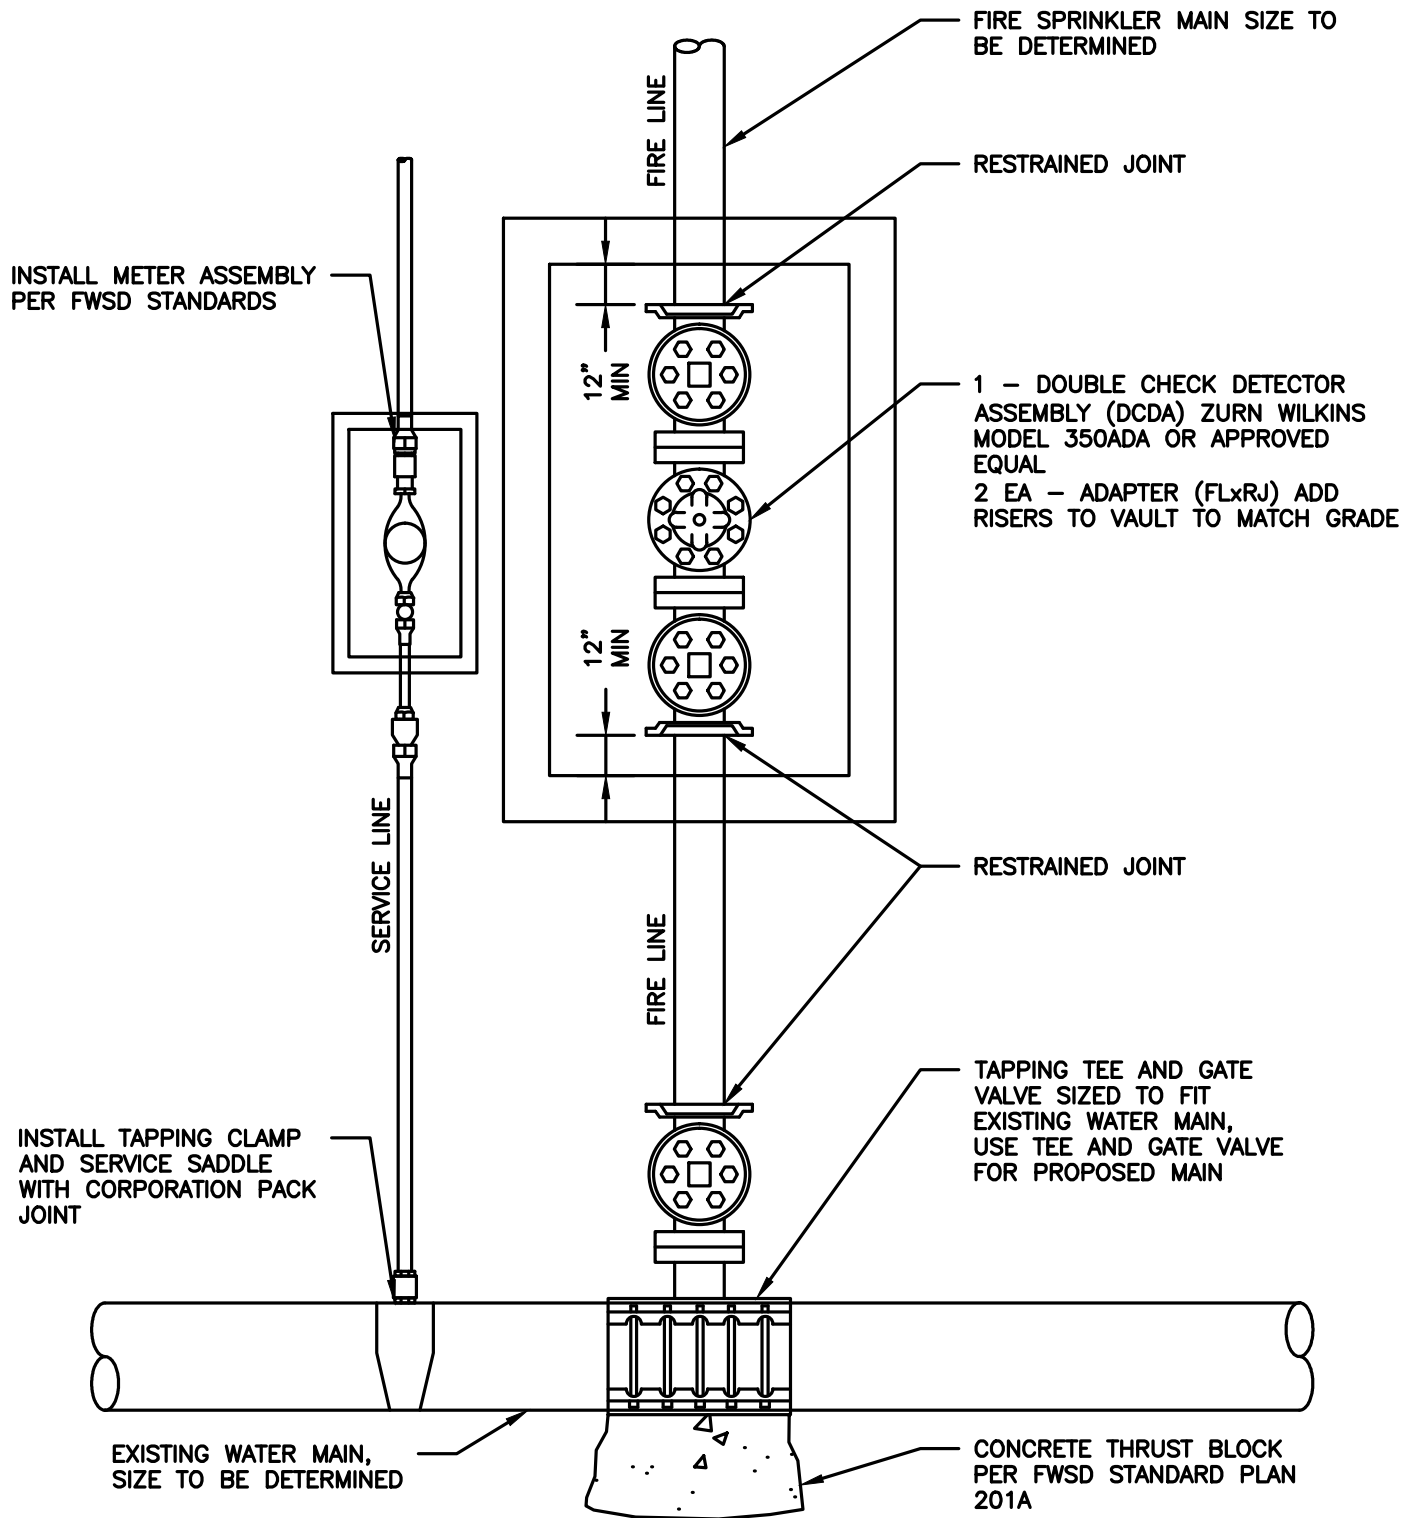 FIRE SPRINKLER MAIN SIZE TO
BE DETERMINED
FIRE LINE
RESTRAINED JOINT
INSTALL METER ASSEMBLY
PER FWSD STANDARDS
12"
MIN
1 – DOUBLE CHECK DETECTOR
ASSEMBLY (DCDA) ZURN WILKINS
MODEL 350ADA OR APPROVED
EQUAL
2 EA – ADAPTER (FLxRJ) ADD
RISERS TO VAULT TO MATCH GRADE
12"
MIN
SERVICE LINE
RESTRAINED JOINT
FIRE LINE
TAPPING TEE AND GATE
VALVE SIZED TO FIT
EXISTING WATER MAIN,
USE TEE AND GATE VALVE
FOR PROPOSED MAIN
INSTALL TAPPING CLAMP
AND SERVICE SADDLE
WITH CORPORATION PACK
JOINT
EXISTING WATER MAIN,
SIZE TO BE DETERMINED
CONCRETE THRUST BLOCK
PER FWSD STANDARD PLAN
201A